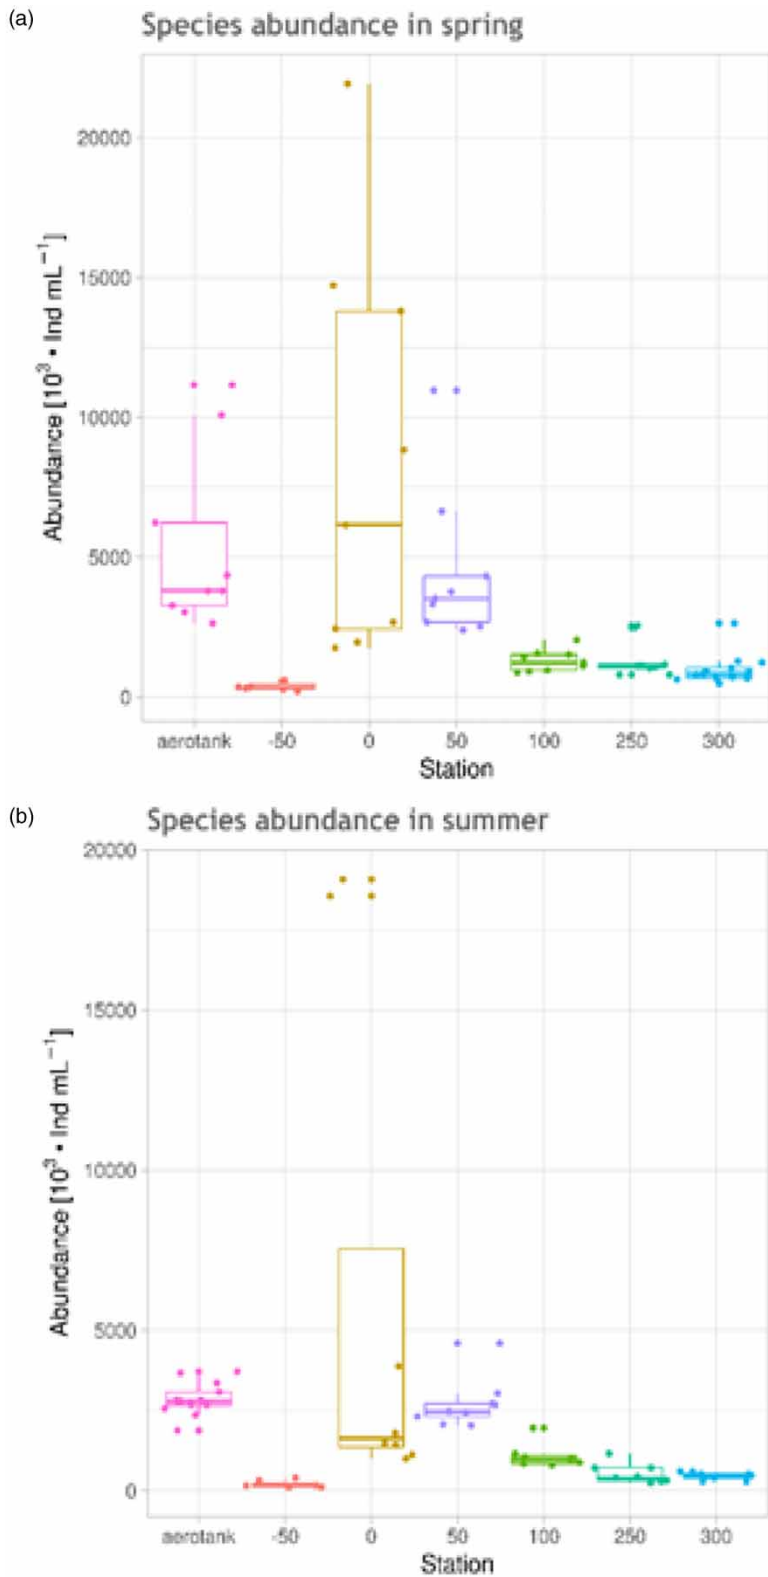 (a)
Species abundance in spring
Abundance [10³ • Ind mL⁻¹]
20000
15000
10000
5000
0
aerotank -50 0 50 100 250 300
Station
(b)
Species abundance in summer
Abundance [10³ • Ind mL⁻¹]
20000
15000
10000
5000
0
aerotank -50 0 50 100 250 300
Station